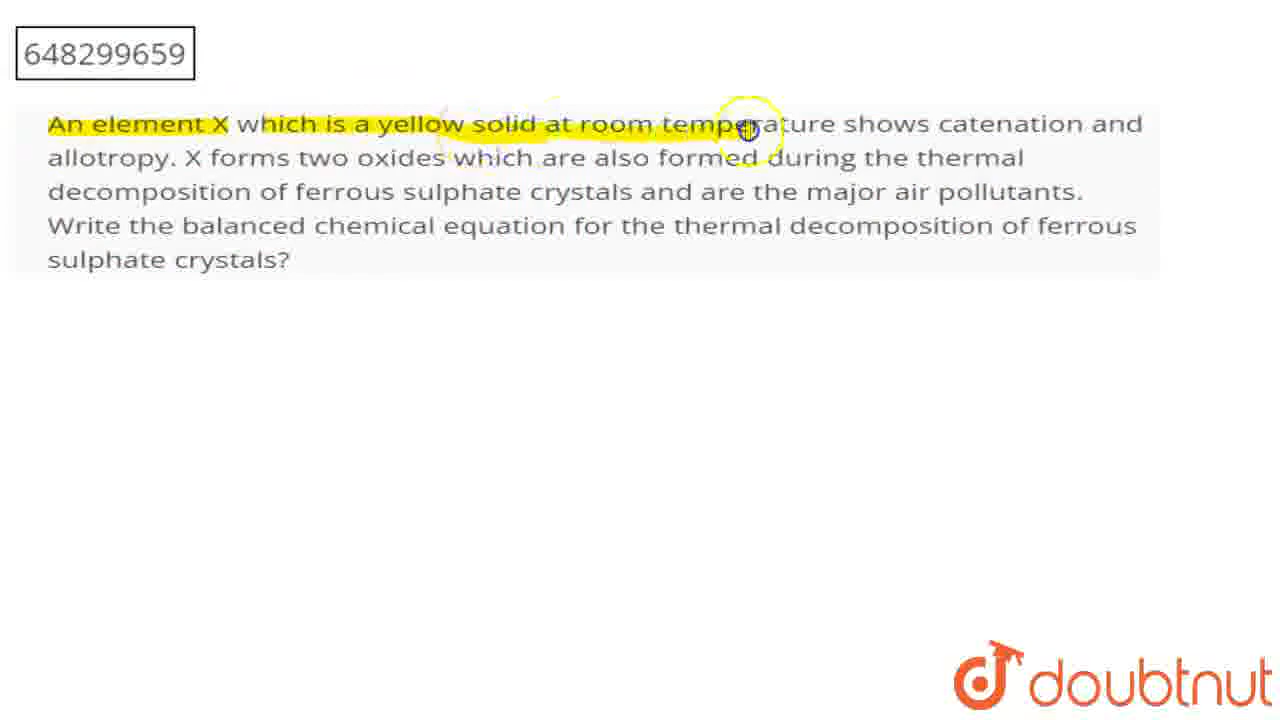 648299659
An element X which is a yellow solid at room temperature shows catenation and
allotropy. X forms two oxides which are also formed during the thermal
decomposition of ferrous sulphate crystals and are the major air pollutants.
Write the balanced chemical equation for the thermal decomposition of ferrous
sulphate crystals?
doubtnut